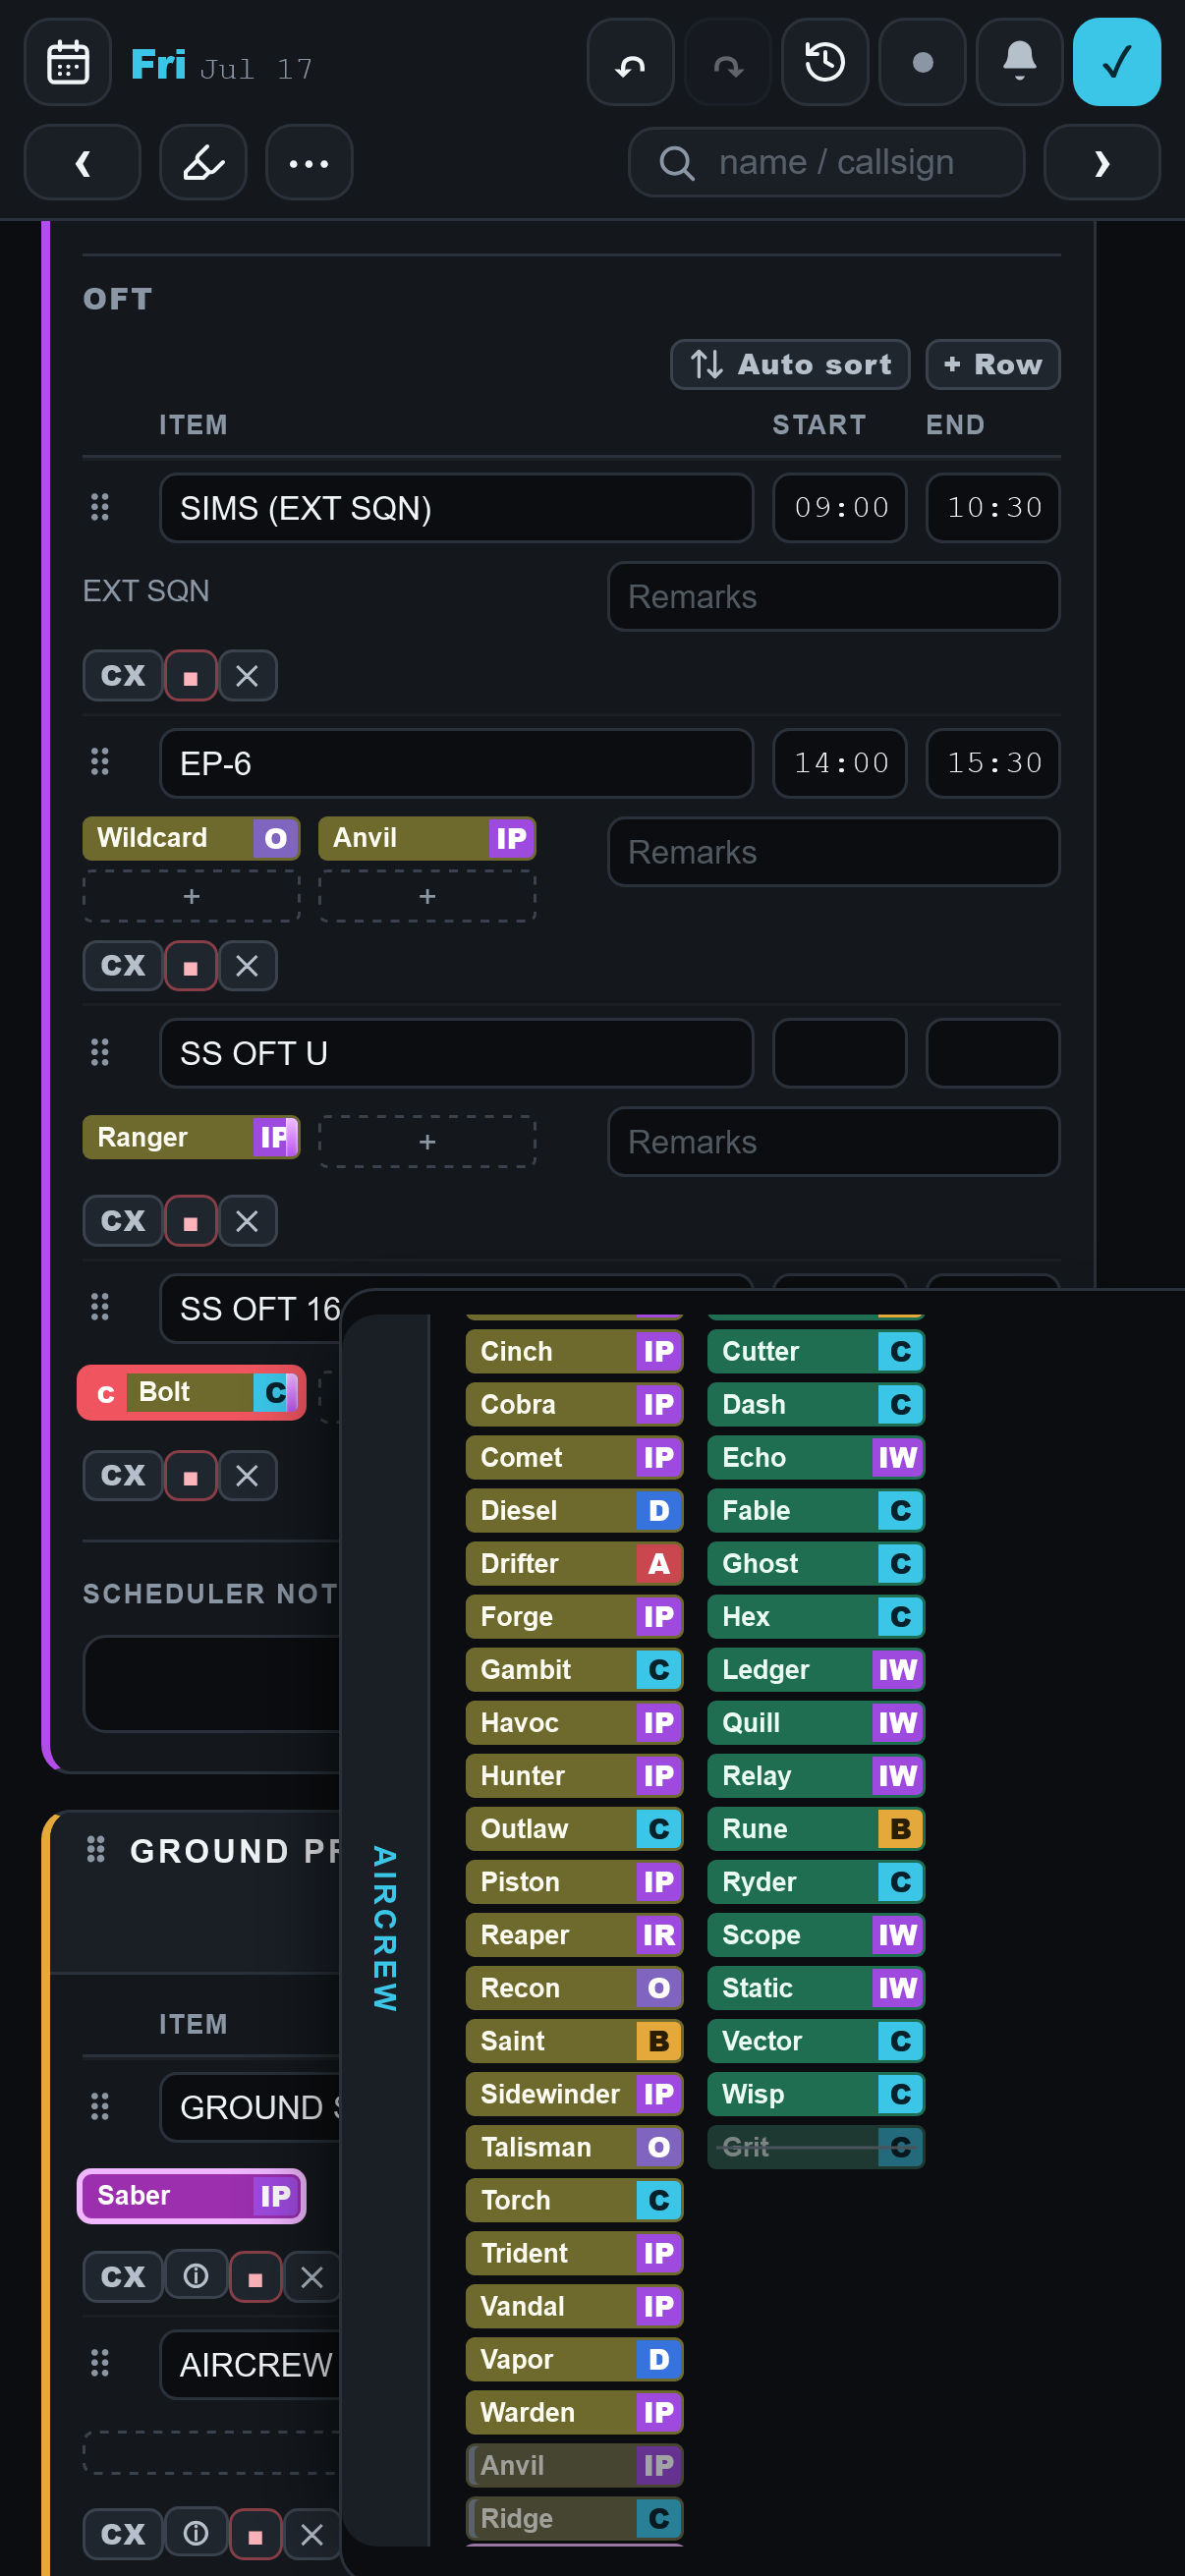 Fri Jul 17
name / callsign
OFT
Auto sort
+ Row
ITEM START END
SIMS (EXT SQN) 09:00 10:30
EXT SQN Remarks
CX
EP-6 14:00 15:30
Wildcard O Anvil IP Remarks
+ +
CX
SS OFT U
Ranger IP + Remarks
CX
SS OFT 16
C Bolt C
CX
SCHEDULER NOT
GROUND PR
ITEM
GROUND S
Saber IP
CX
AIRCREW
CX
AIRCREW
Cinch IP Cutter C
Cobra IP Dash C
Comet IP Echo IW
Diesel D Fable C
Drifter A Ghost C
Forge IP Hex C
Gambit C Ledger IW
Havoc IP Quill IW
Hunter IP Relay IW
Outlaw C Rune B
Piston IP Ryder C
Reaper IR Scope IW
Recon O Static IW
Saint B Vector C
Sidewinder IP Wisp C
Talisman O Grit C
Torch C
Trident IP
Vandal IP
Vapor D
Warden IP
Anvil IP
Ridge C